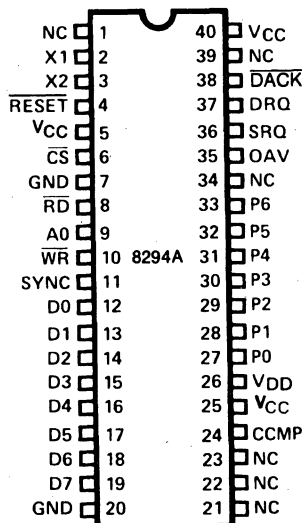 NC 1 40 VCC
X1 2 39 NC
X2 3 38 DACK
RESET 4 37 DRQ
VCC 5 36 SRQ
CS 6 35 OAV
GND 7 34 NC
RD 8 33 P6
A0 9 32 P5
WR 10 8294A 31 P4
SYNC 11 30 P3
D0 12 29 P2
D1 13 28 P1
D2 14 27 P0
D3 15 26 VDD
D4 16 25 VCC
D5 17 24 CCMP
D6 18 23 NC
D7 19 22 NC
GND 20 21 NC